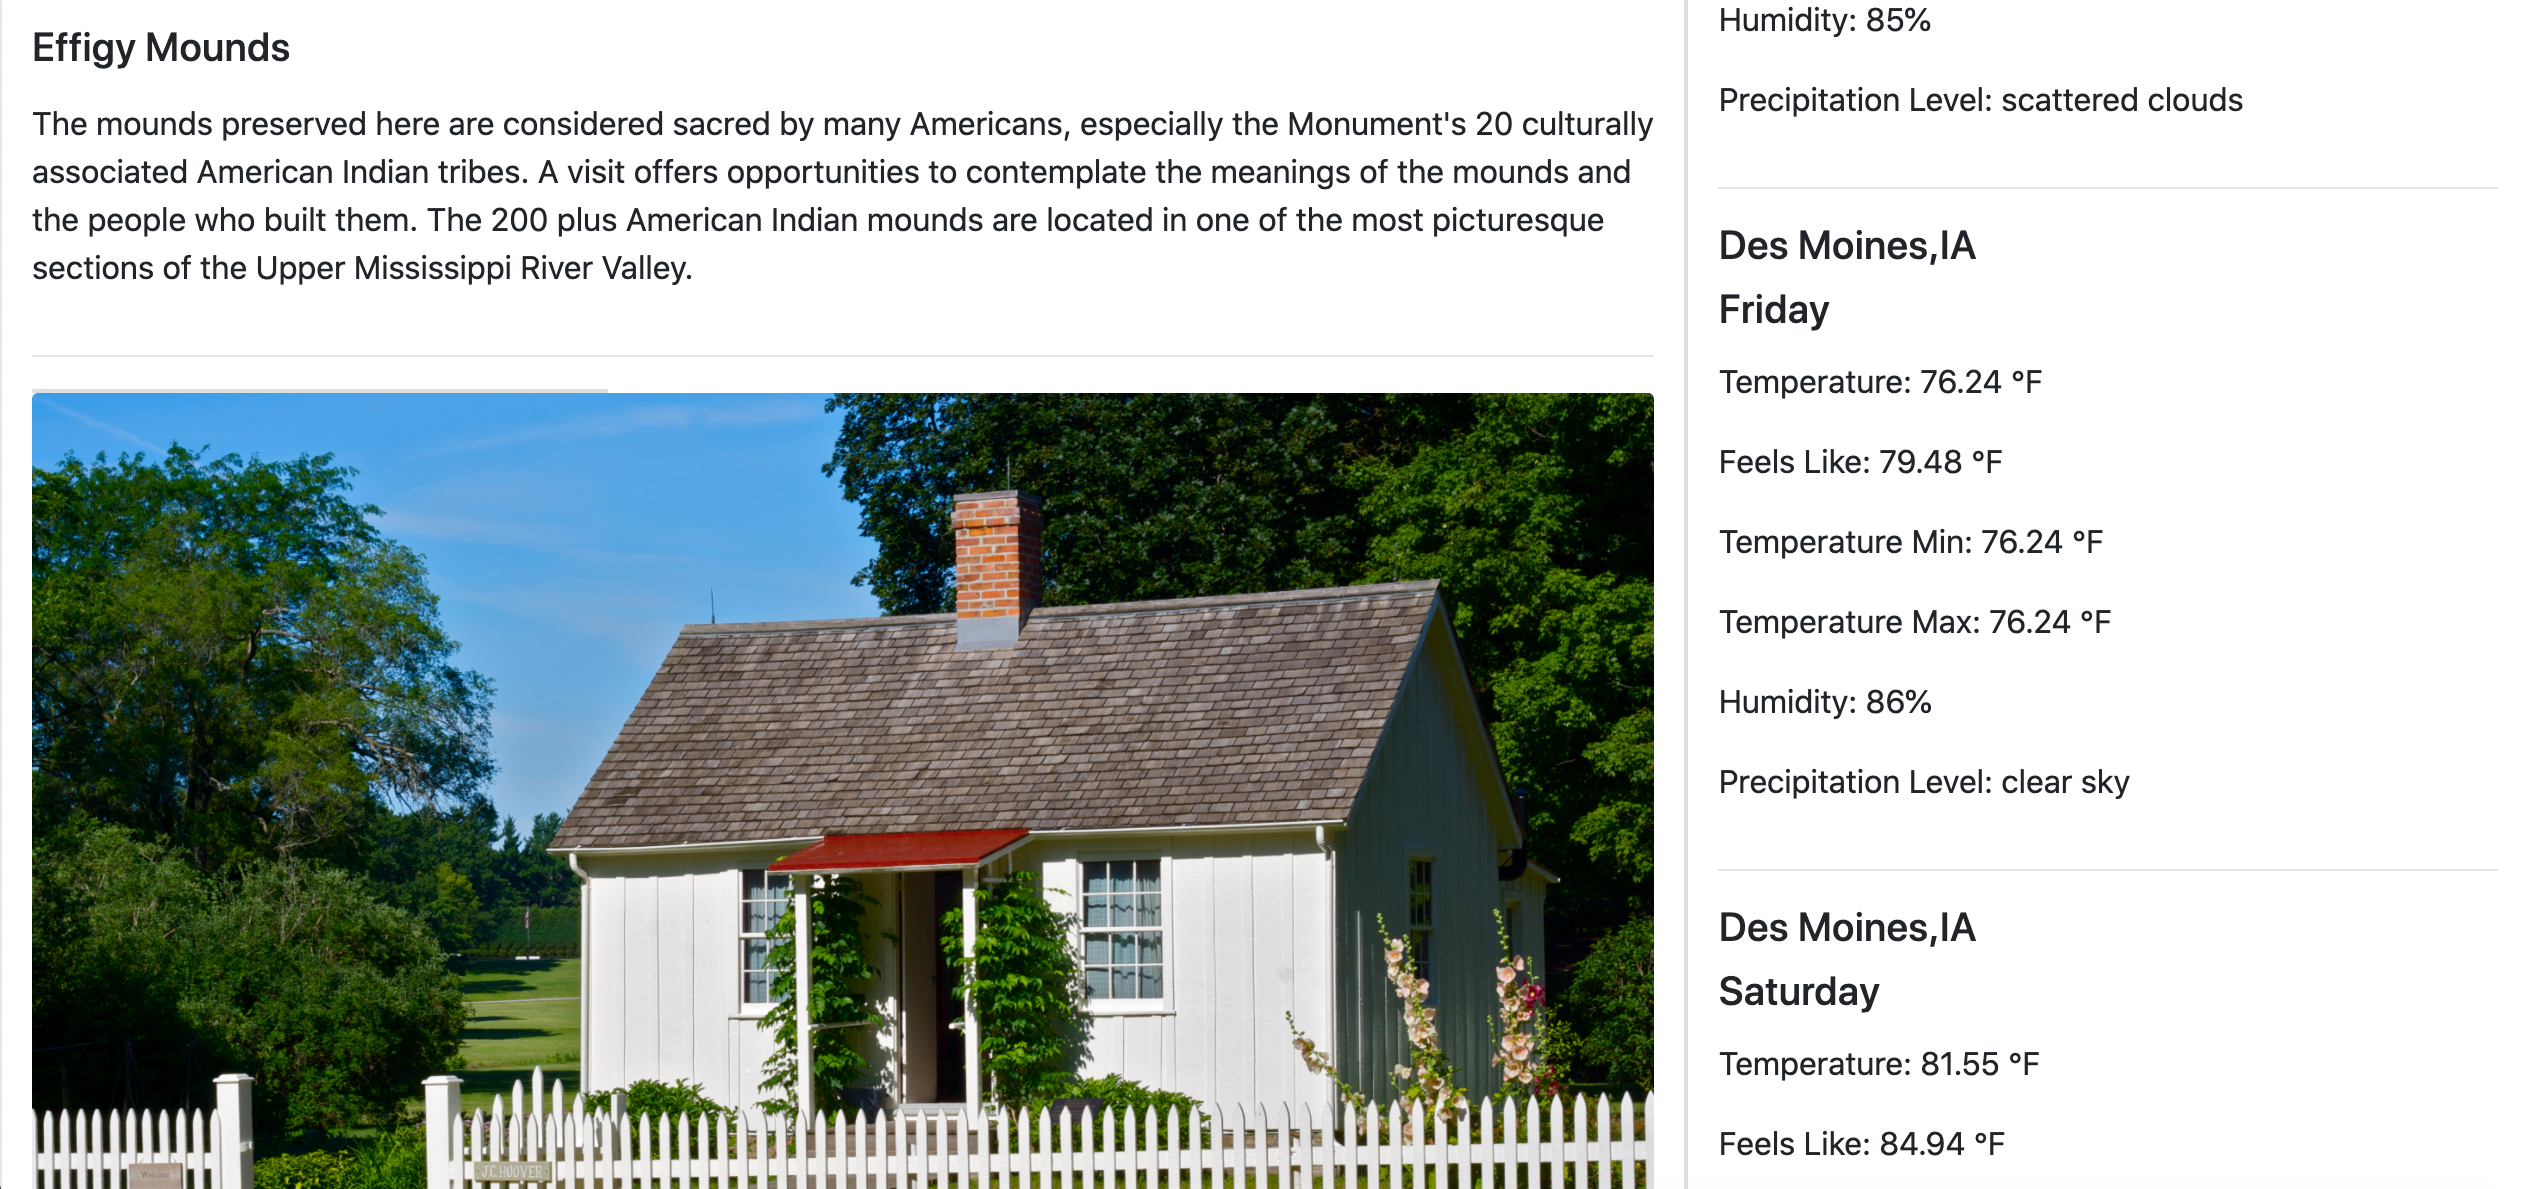 Effigy Mounds
The mounds preserved here are considered sacred by many Americans, especially the Monument's 20 culturally
associated American Indian tribes. A visit offers opportunities to contemplate the meanings of the mounds and
the people who built them. The 200 plus American Indian mounds are located in one of the most picturesque
sections of the Upper Mississippi River Valley.
Welcome
J.C. HOOVER
Humidity: 85%
Precipitation Level: scattered clouds
Des Moines,IA
Friday
Temperature: 76.24 °F
Feels Like: 79.48 °F
Temperature Min: 76.24 °F
Temperature Max: 76.24 °F
Humidity: 86%
Precipitation Level: clear sky
Des Moines,IA
Saturday
Temperature: 81.55 °F
Feels Like: 84.94 °F